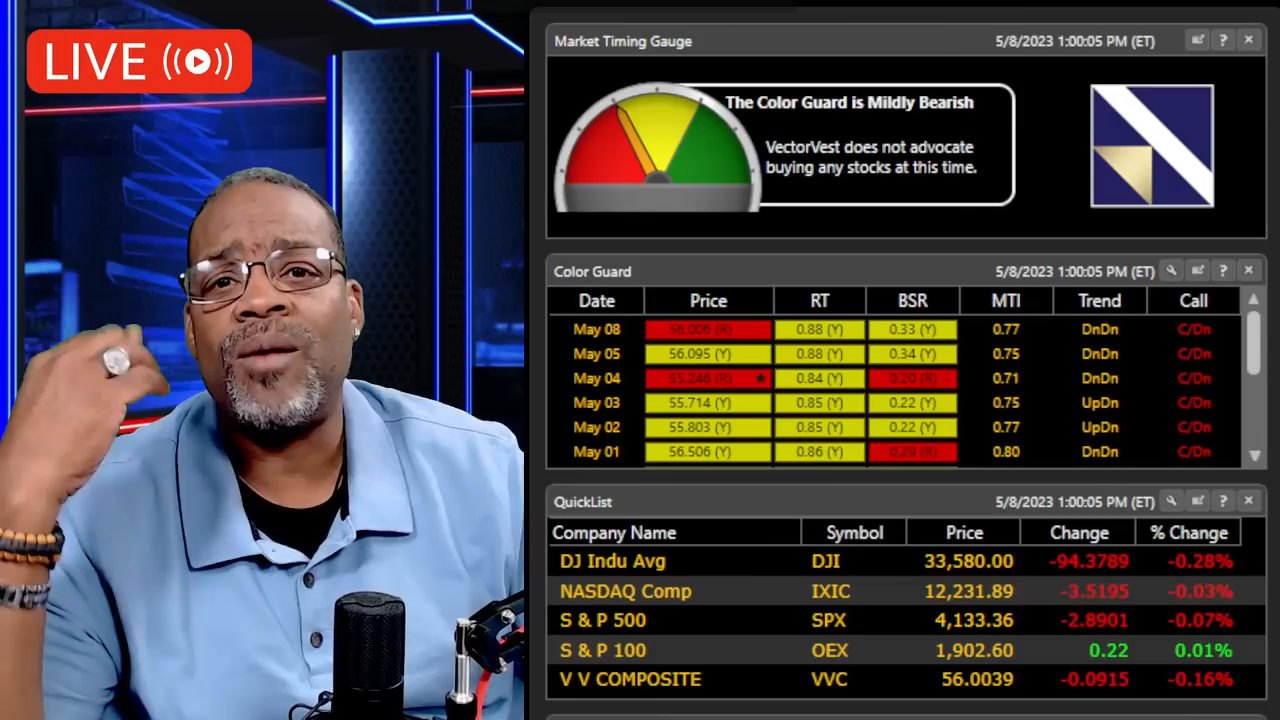 LIVE
Market Timing Gauge 5/8/2023 1:00:05 PM (ET) ? ×
The Color Guard is Mildly Bearish
VectorVest does not advocate
buying any stocks at this time.
Color Guard 5/8/2023 1:00:05 PM (ET) ? ×
Date Price RT BSR MTI Trend Call
May 08 56.006 (R) 0.88 (Y) 0.33 (Y) 0.77 DnDn C/Dn
May 05 56.095 (Y) 0.88 (Y) 0.34 (Y) 0.75 DnDn C/Dn
May 04 55.246 (R) ★ 0.84 (Y) 0.20 (R) 0.71 DnDn C/Dn
May 03 55.714 (Y) 0.85 (Y) 0.22 (Y) 0.75 UpDn C/Dn
May 02 55.803 (Y) 0.85 (Y) 0.22 (Y) 0.77 UpDn C/Dn
May 01 56.506 (Y) 0.86 (Y) 0.29 (R) 0.80 DnDn C/Dn
QuickList 5/8/2023 1:00:05 PM (ET) ? ×
Company Name Symbol Price Change % Change
DJ Indu Avg DJI 33,580.00 -94.3789 -0.28%
NASDAQ Comp IXIC 12,231.89 -3.5195 -0.03%
S & P 500 SPX 4,133.36 -2.8901 -0.07%
S & P 100 OEX 1,902.60 0.22 0.01%
V V COMPOSITE VVC 56.0039 -0.0915 -0.16%